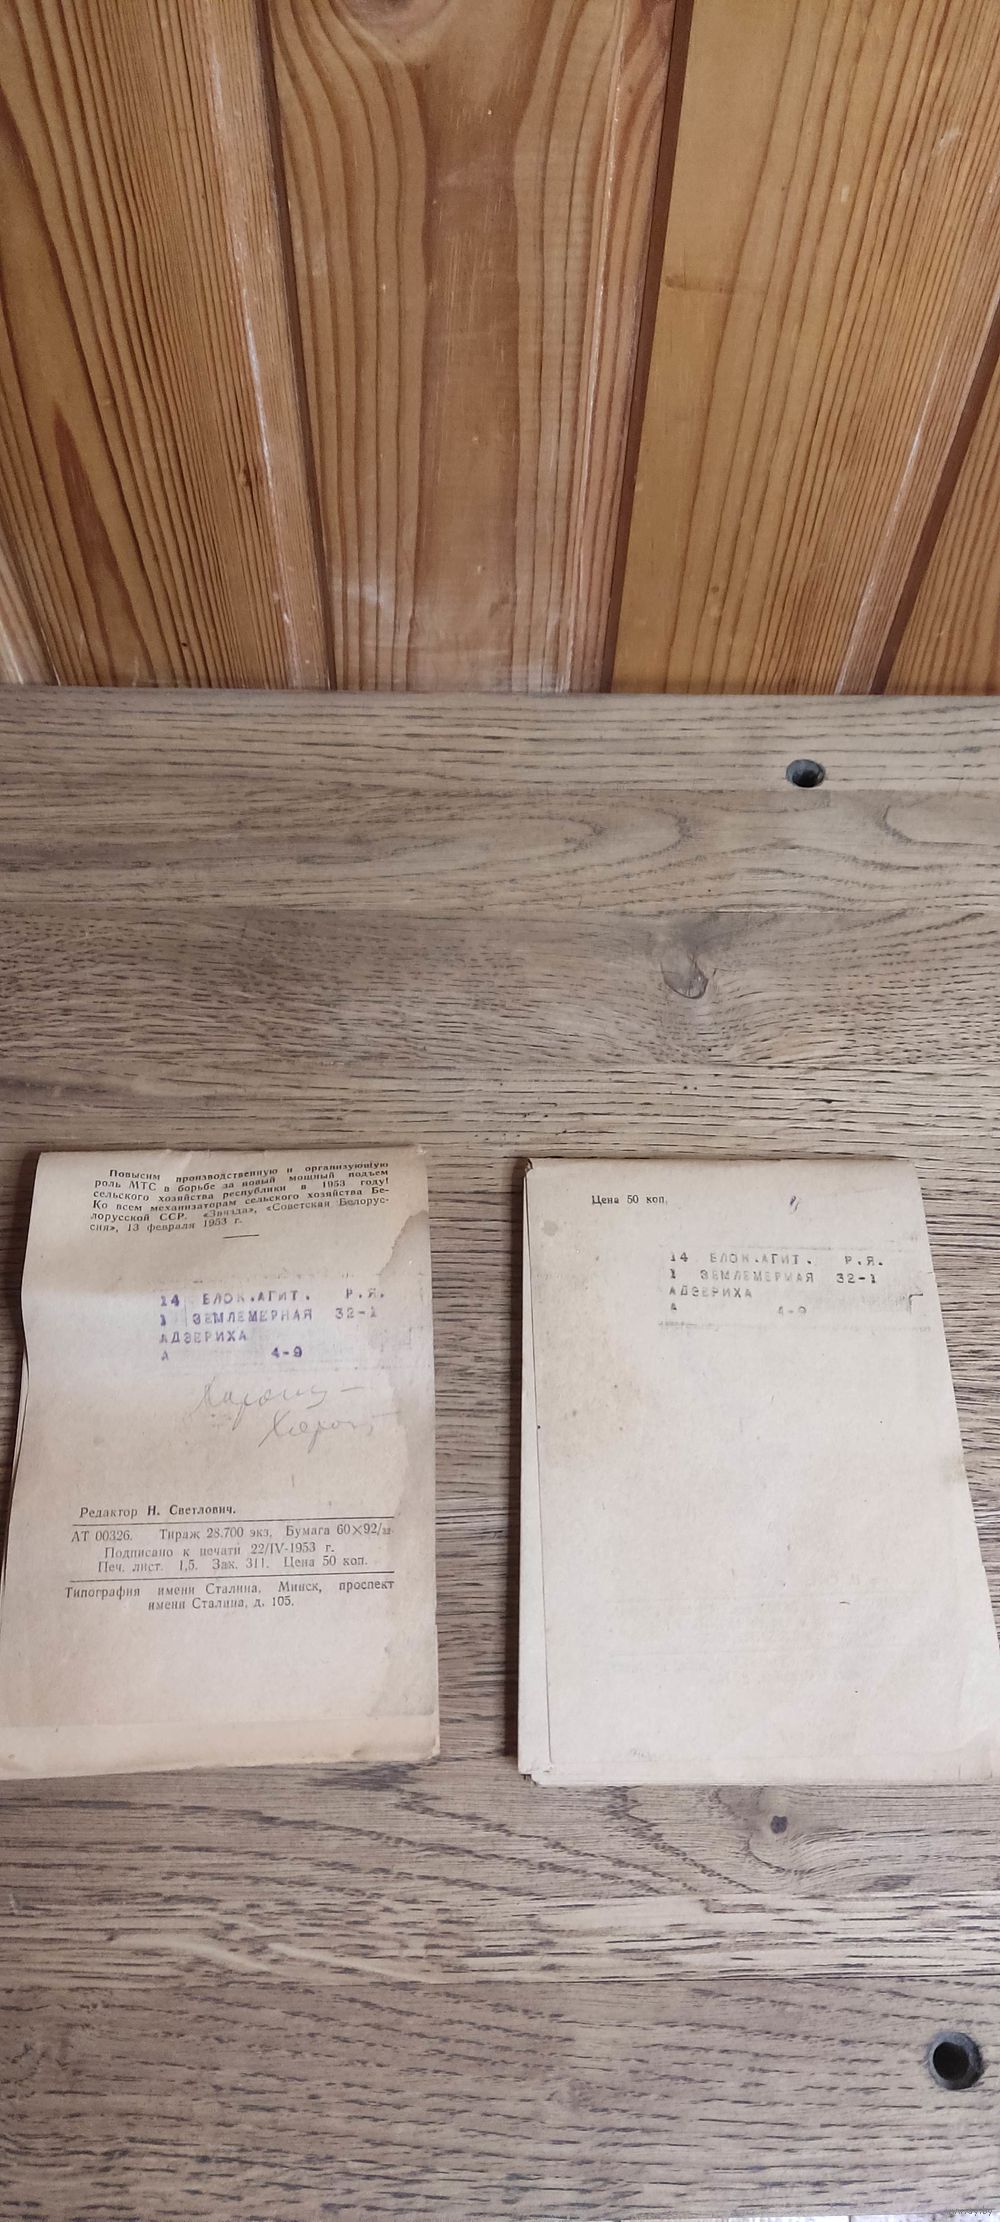 Повысим производственную и организующую
роль МТС в борьбе за новый мощный подъем
сельского хозяйства республики в 1953 году!
Ко всем механизаторам сельского хозяйства Бе-
лорусской ССР. «Звязда», «Советская Белорус-
сия», 13 февраля 1953 г.
14 БЛОК.АГИТ. Р.Я.
1 ЗЕМЛЕМЕРНАЯ 32-1
АДЗЕРИХА
А 4-9
Редактор Н. Светлович.
АТ 00326. Тираж 28.700 экз. Бумага 60×92/32
Подписано к печати 22/IV-1953 г.
Печ. лист. 1,5. Зак. 311. Цена 50 коп.
Типография имени Сталина, Минск, проспект
имени Сталина, д. 105.
Цена 50 коп.
14 БЛОК.АГИТ. Р.Я.
1 ЗЕМЛЕМЕРНАЯ 32-1
АДЗЕРИХА
А 4-9